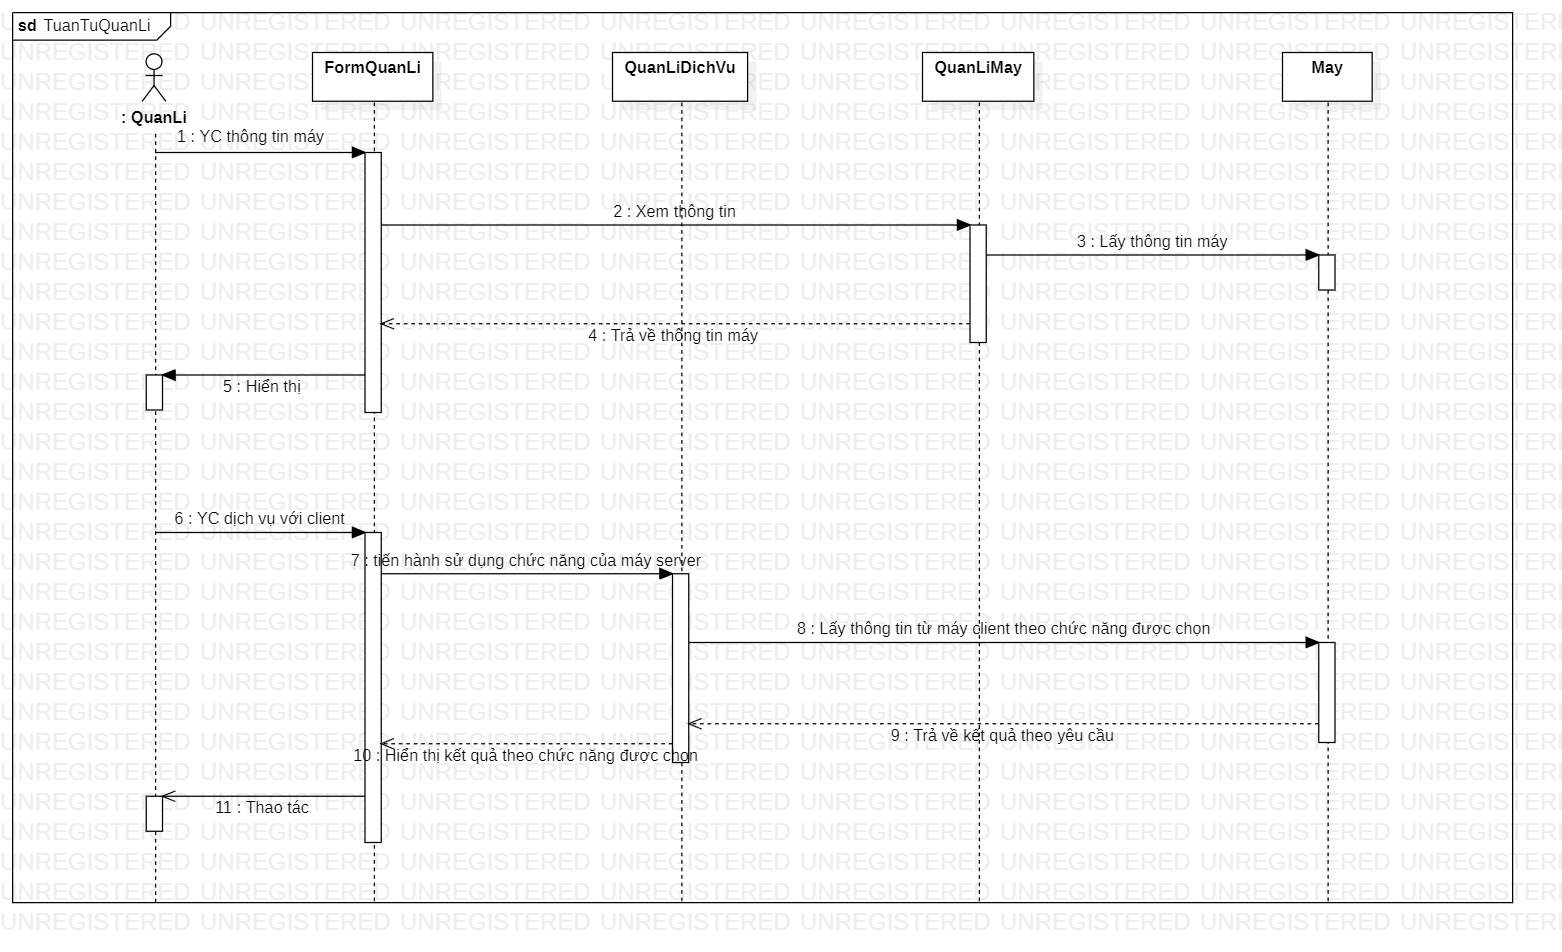 sd TuanTuQuanLi
: QuanLi
FormQuanLi
QuanLiDichVu
QuanLiMay
May
1 : YC thông tin máy
2 : Xem thông tin
3 : Lấy thông tin máy
4 : Trả về thông tin máy
5 : Hiển thị
6 : YC dịch vụ với client
7 : tiến hành sử dụng chức năng của máy server
8 : Lấy thông tin từ máy client theo chức năng được chọn
9 : Trả về kết quả theo yêu cầu
10 : Hiển thị kết quả theo chức năng được chọn
11 : Thao tác
UNREGISTERED